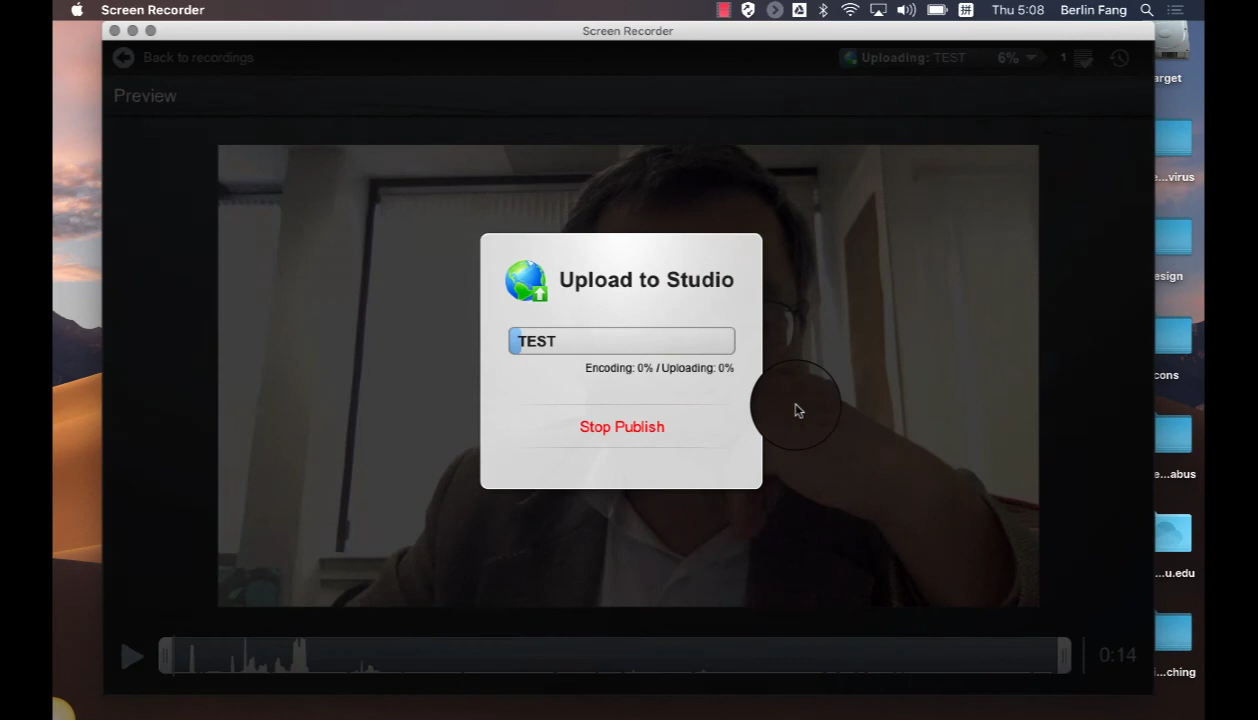 Screen Recorder
Thu 5:08
Berlin Fang
Screen Recorder
Back to recordings
Uploading: TEST
6%
1
Preview
Upload to Studio
TEST
Encoding: 0% / Uploading: 0%
Stop Publish
0:14
arget
e...virus
esign
cons
e...abus
...u.edu
...ching